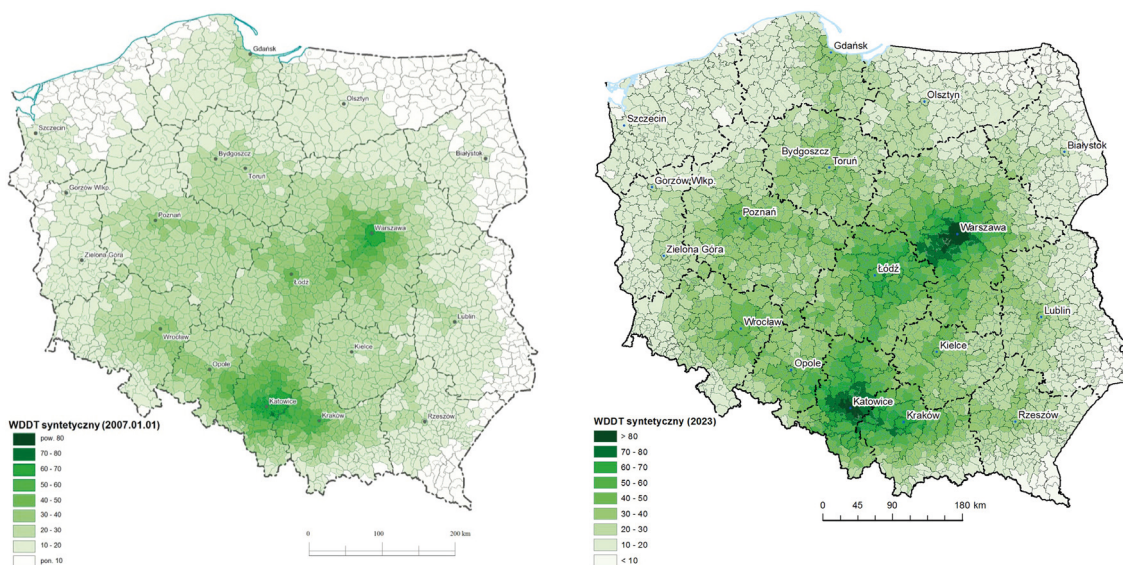 Gdańsk
Olsztyn
Szczecin
Białystok
Bydgoszcz
Toruń
Gorzów Wlkp.
Poznań
Warszawa
Zielona Góra
Łódź
Wrocław
Lublin
Kielce
Opole
Katowice
Kraków
Rzeszów
WDDT syntetyczny (2007.01.01)
pow. 80
70 - 80
60 - 70
50 - 60
40 - 50
30 - 40
20 - 30
10 - 20
pon. 10
0 100 200 km
Gdańsk
Olsztyn
Szczecin
Białystok
Bydgoszcz
Toruń
Gorzów Wlkp.
Poznań
Warszawa
Zielona Góra
Łódź
Wrocław
Lublin
Kielce
Opole
Katowice
Kraków
Rzeszów
WDDT syntetyczny (2023)
> 80
70 - 80
60 - 70
50 - 60
40 - 50
30 - 40
20 - 30
10 - 20
< 10
0 45 90 180 km